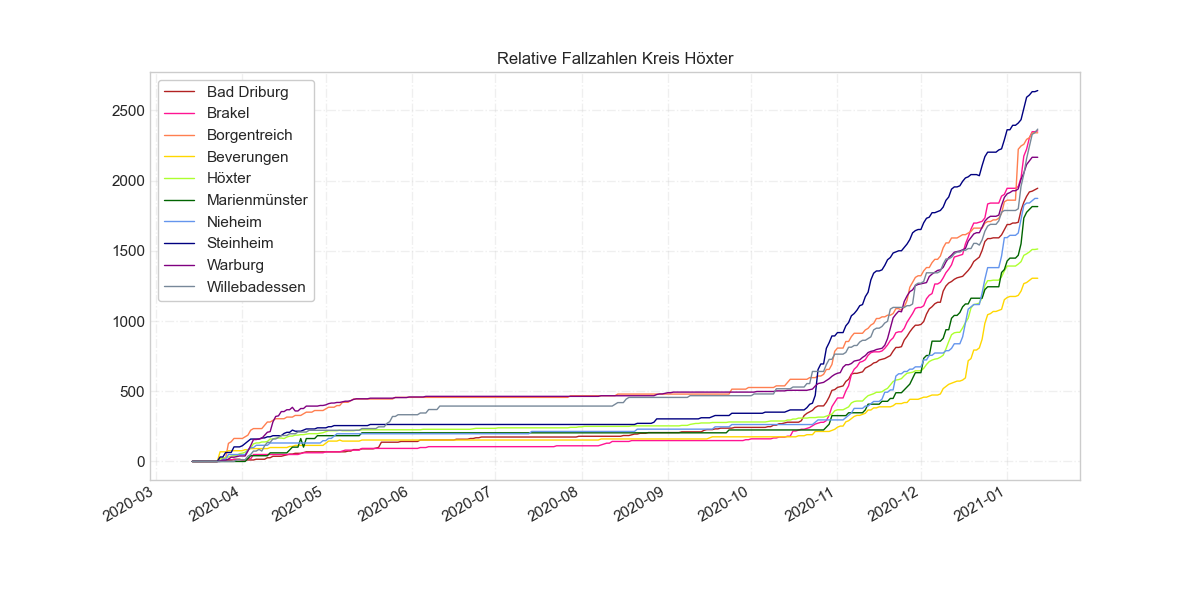 Relative Fallzahlen Kreis Höxter
Bad Driburg
Brakel
Borgentreich
Beverungen
Höxter
Marienmünster
Nieheim
Steinheim
Warburg
Willebadessen
2500
2000
1500
1000
500
0
2020-03
2020-04
2020-05
2020-06
2020-07
2020-08
2020-09
2020-10
2020-11
2020-12
2021-01